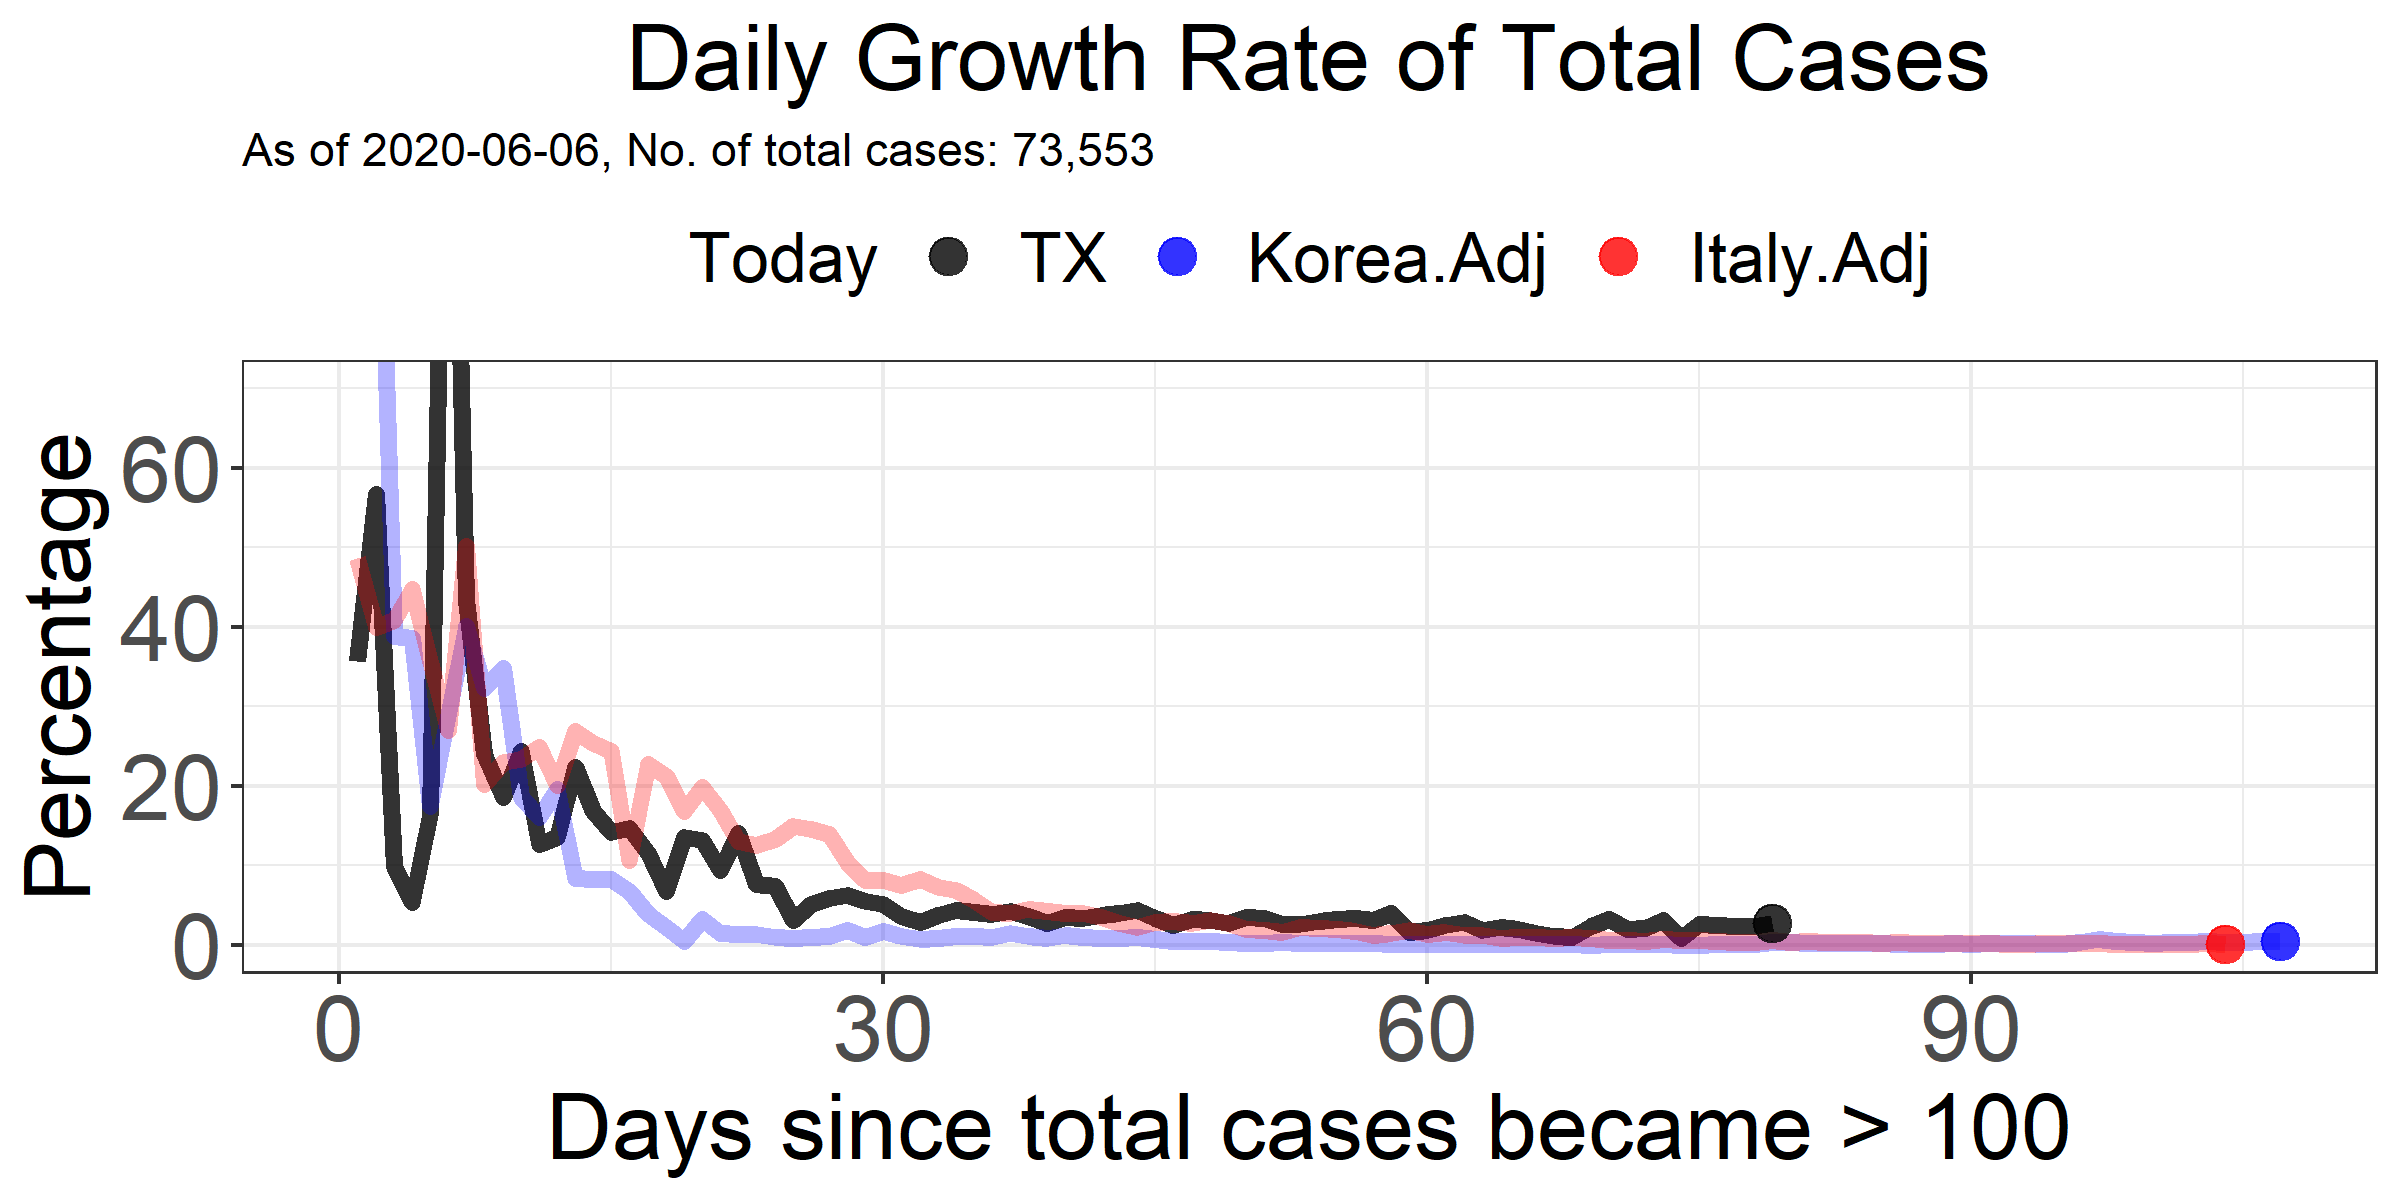 Daily Growth Rate of Total Cases
As of 2020-06-06, No. of total cases: 73,553
Today TX Korea.Adj Italy.Adj
Percentage
60
40
20
0
0 30 60 90
Days since total cases became > 100